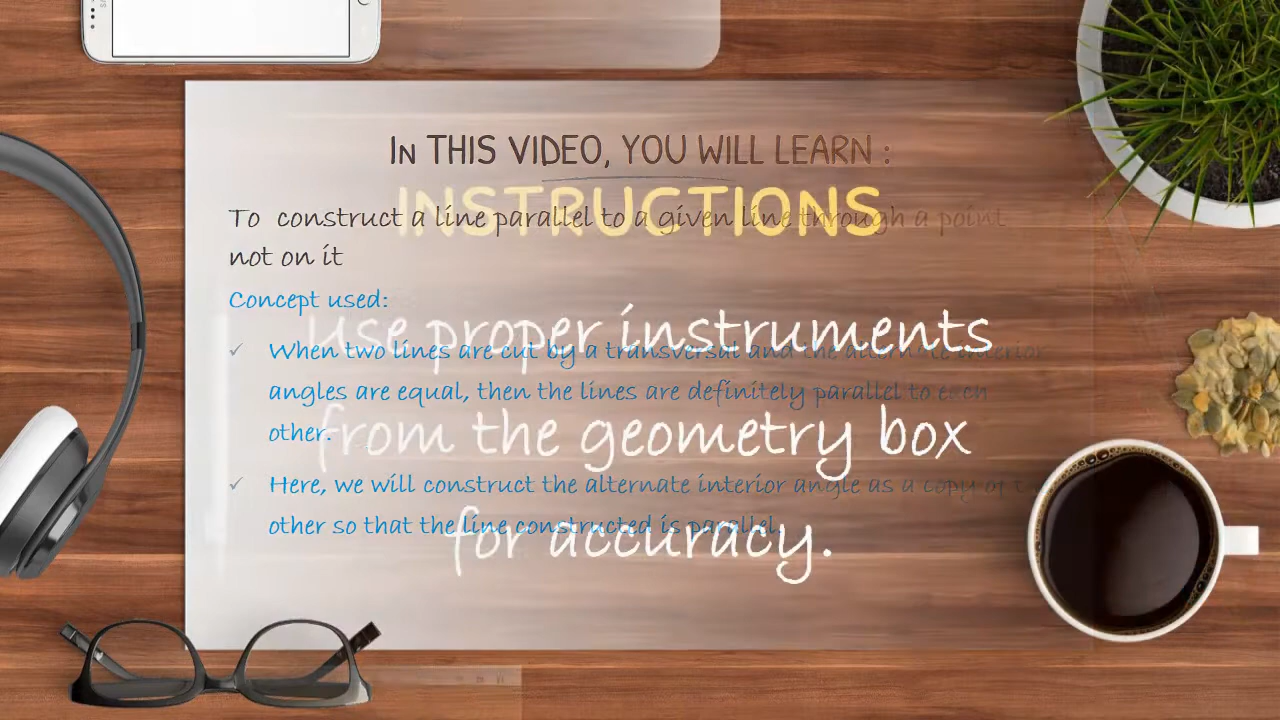 In THIS VIDEO, YOU WILL LEARN :
INSTRUCTIONS
To construct a line parallel to a given line through a point
not on it
Concept used:
use proper instruments
When two lines are cut by a transversal and the alternate interior
angles are equal, then the lines are definitely parallel to each
other.
from the geometry box
Here, we will construct the alternate interior angle as a copy of
other so that the line constructed is parallel.
for accuracy.